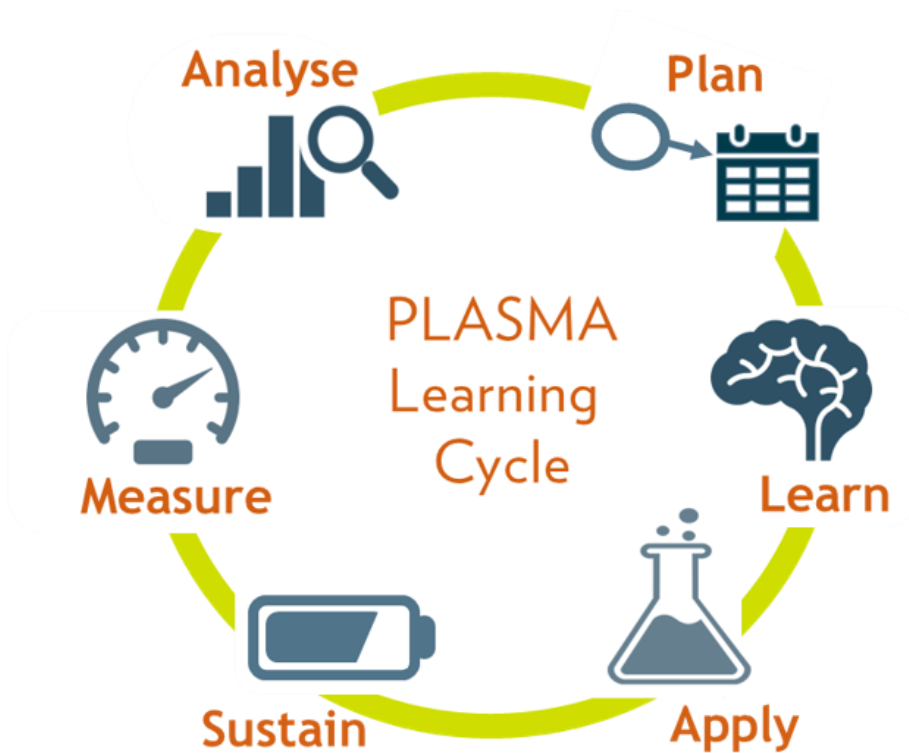 PLASMA
Learning
Cycle
Plan
Learn
Apply
Sustain
Measure
Analyse